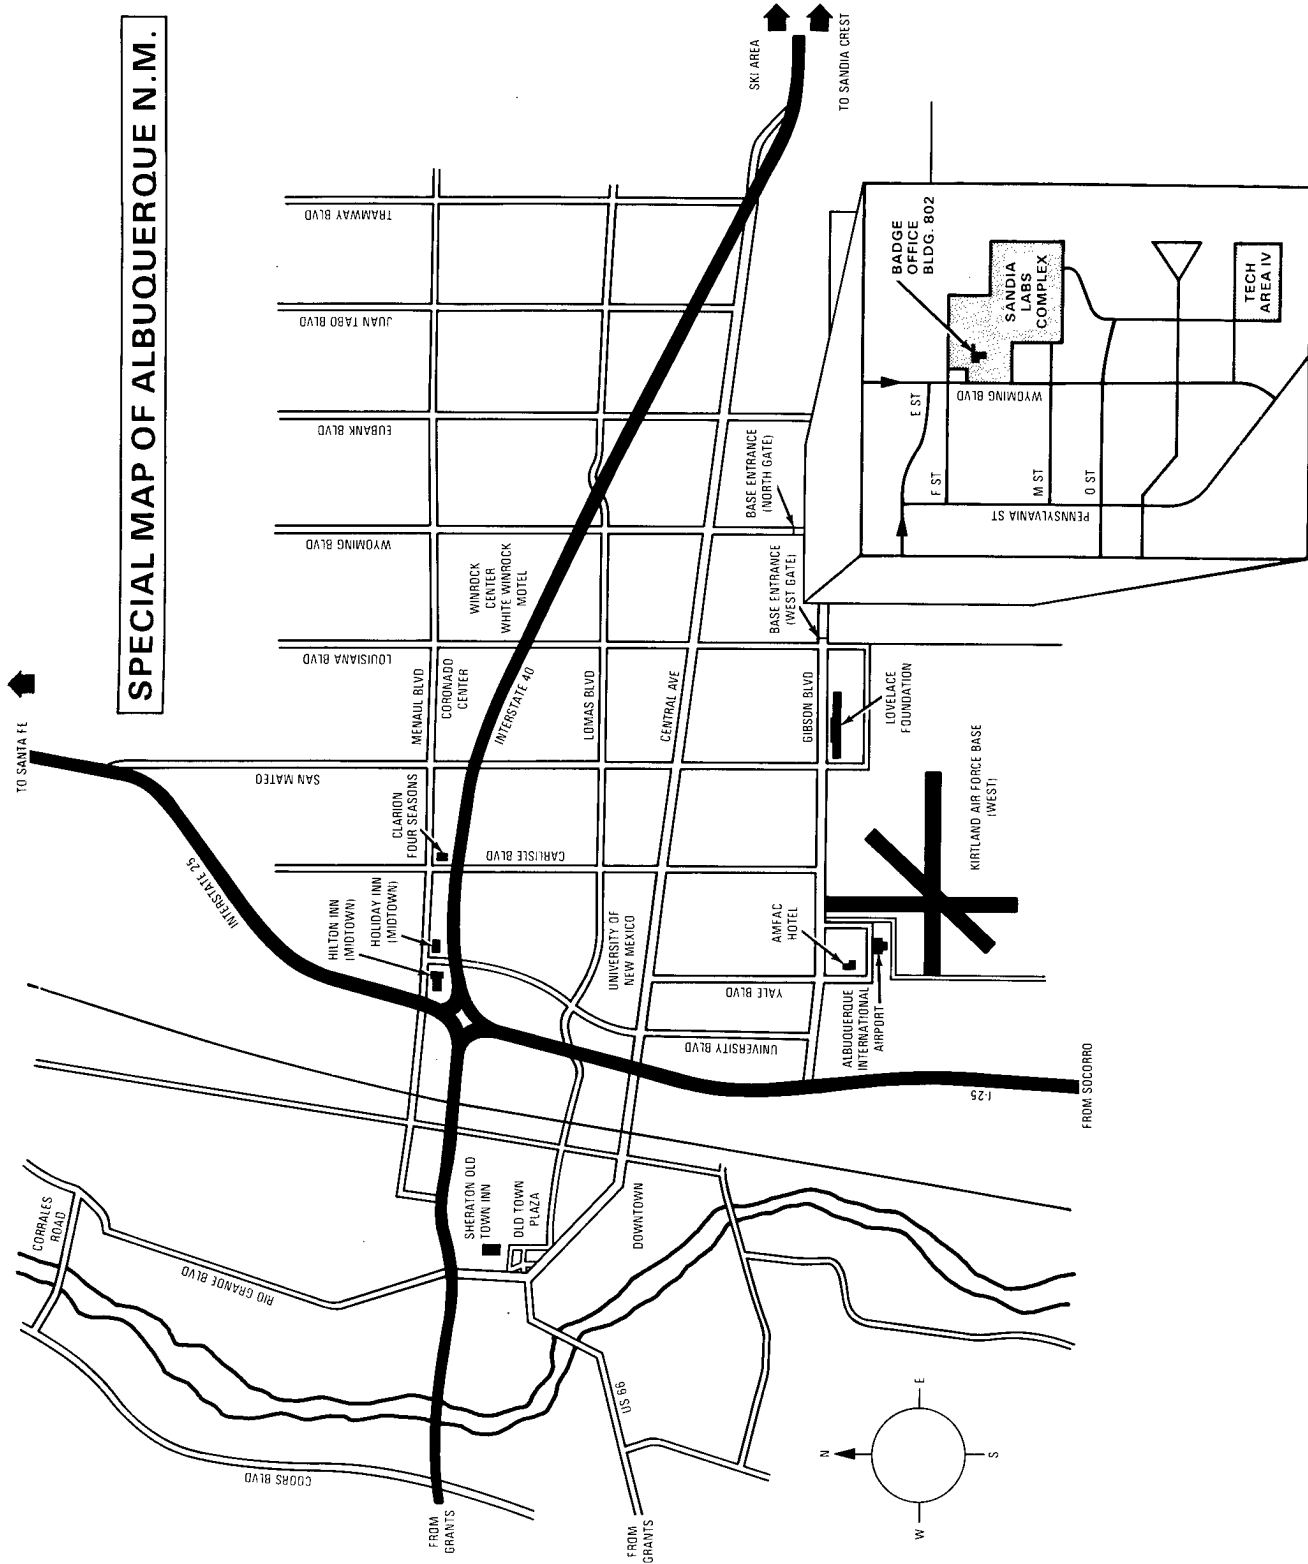 SPECIAL MAP OF ALBUQUERQUE N.M.
TO SANTA FE
SKI AREA
TO SANDIA CREST
INTERSTATE 25
SAN MATEO
LOUISIANA BLVD
WYOMING BLVD
EUBANK BLVD
JUAN TABO BLVD
TRAMWAY BLVD
CORRALES
ROAD
RIO GRANDE BLVD
COORS BLVD
HILTON INN
(MIDTOWN)
HOLIDAY INN
(MIDTOWN)
CLARION
FOUR SEASONS
MENAUL BLVD
CORONADO
CENTER
WINROCK
CENTER
WHITE WINROCK
MOTEL
CARLISLE BLVD
INTERSTATE 40
FROM
GRANTS
SHERATON OLD
TOWN INN
OLD TOWN
PLAZA
LOMAS BLVD
UNIVERSITY OF
NEW MEXICO
CENTRAL AVE
DOWNTOWN
US 66
FROM
GRANTS
UNIVERSITY BLVD
YALE BLVD
AMFAC
HOTEL
GIBSON BLVD
BASE ENTRANCE
(WEST GATE)
BASE ENTRANCE
(NORTH GATE)
ALBUQUERQUE
INTERNATIONAL
AIRPORT
LOVELACE
FOUNDATION
KIRTLAND AIR FORCE BASE
(WEST)
I-25
FROM SOCORRO
BADGE
OFFICE
BLDG. 802
SANDIA
LABS
COMPLEX
TECH
AREA IV
E ST
F ST
WYOMING BLVD
M ST
O ST
PENNSYLVANIA ST
N
W
E
S